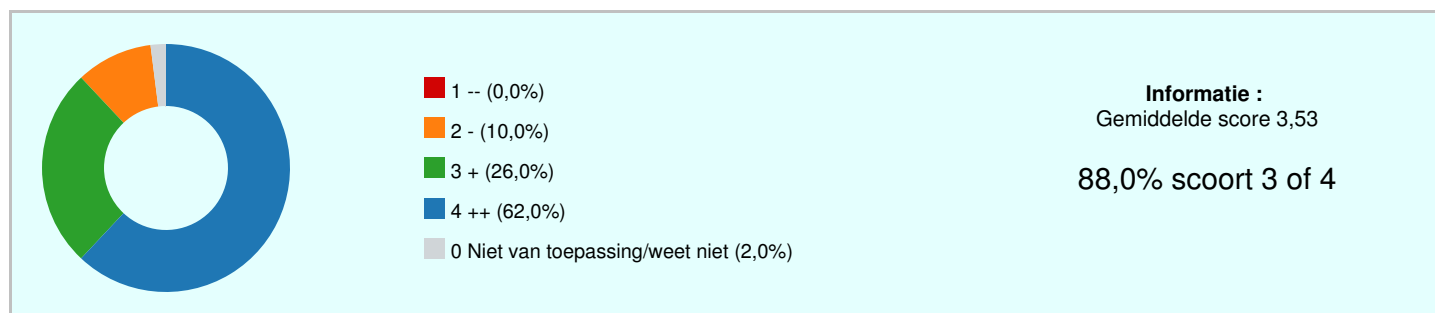 1 -- (0,0%)
2 - (10,0%)
3 + (26,0%)
4 ++ (62,0%)
0 Niet van toepassing/weet niet (2,0%)
Informatie :
Gemiddelde score 3,53
88,0% scoort 3 of 4